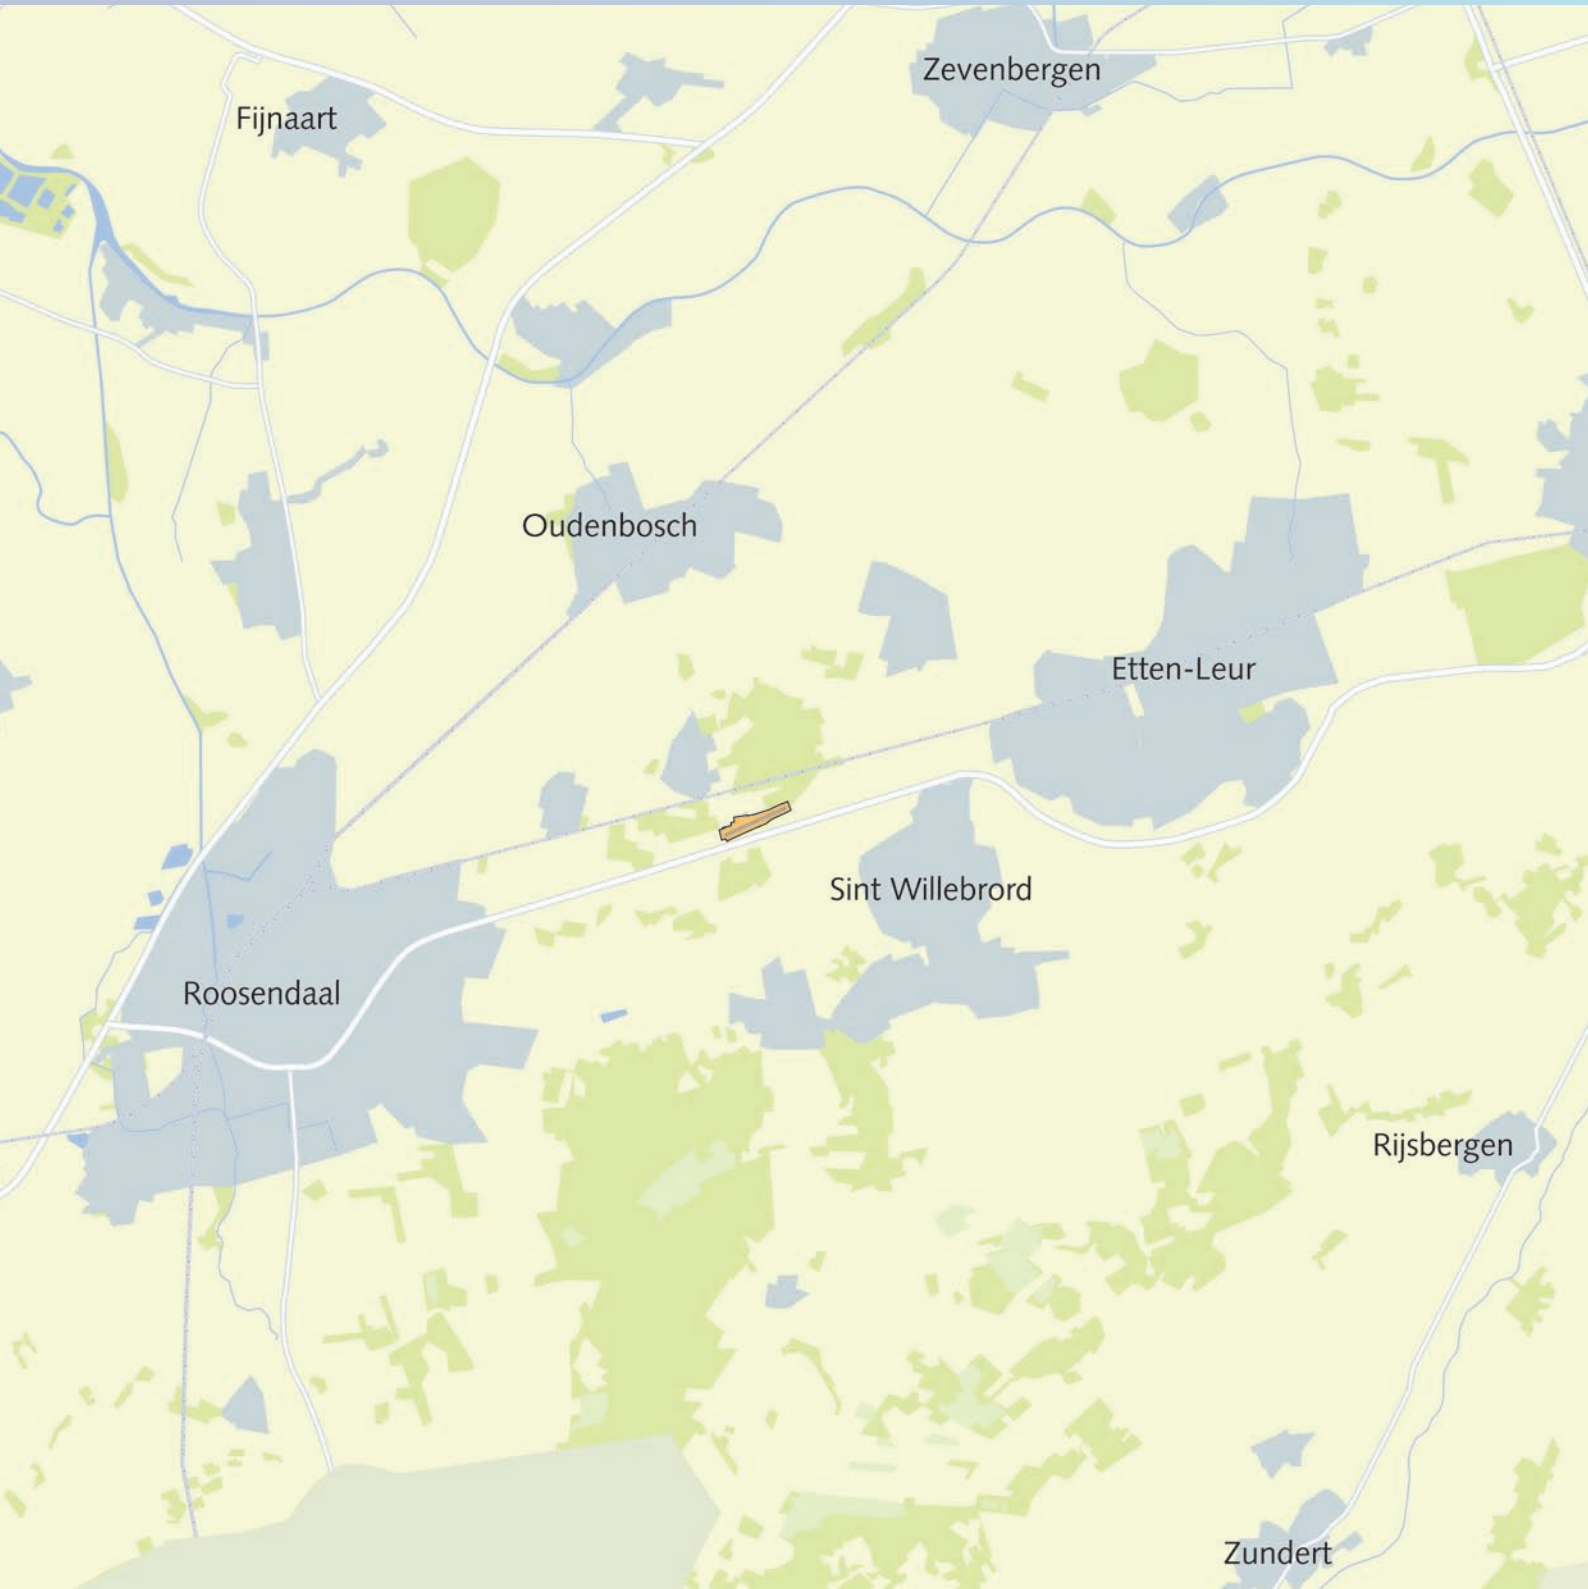 Zevenbergen
Fijnaart
Oudenbosch
Etten-Leur
Sint Willebrord
Roosendaal
Rijsbergen
Zundert